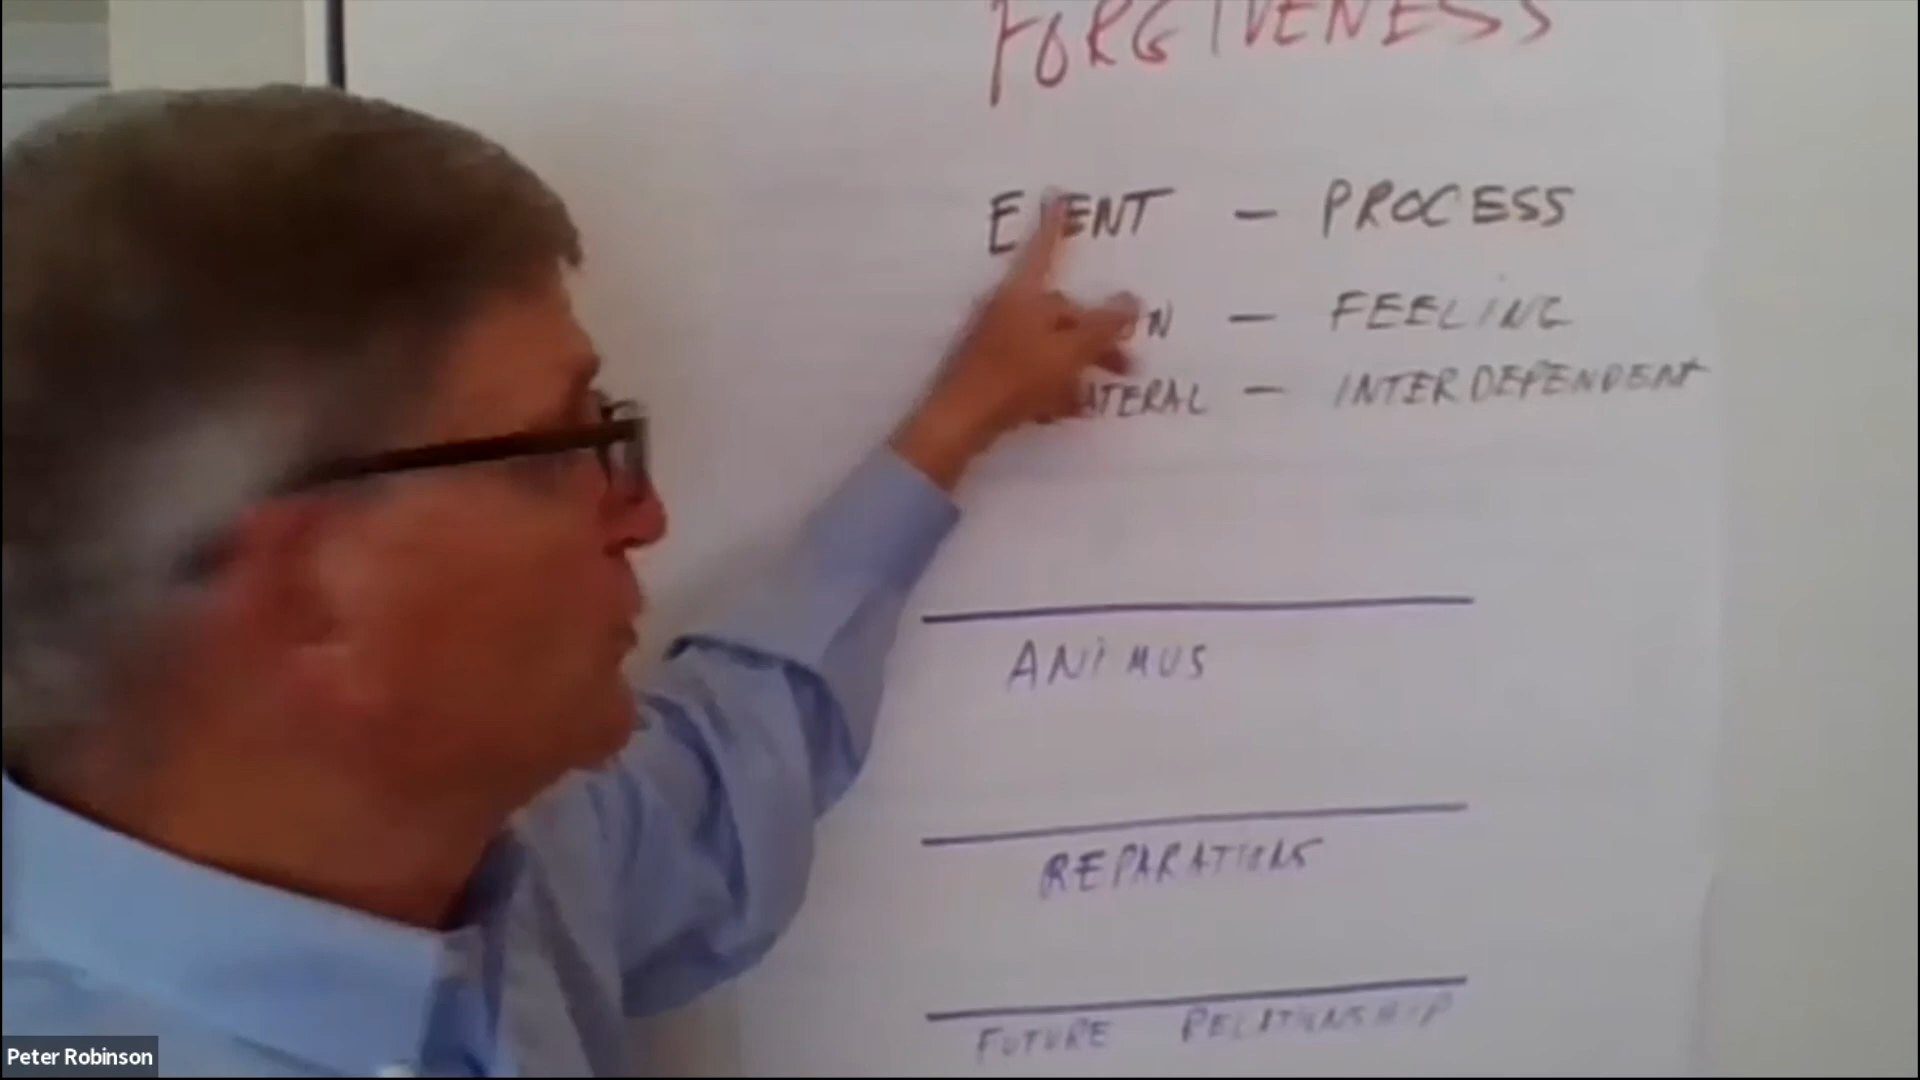 FORGIVENESS
EVENT — PROCESS
— FEELING
— INTERDEPENDENT
ANIMUS
REPARATIONS
FUTURE RELATIONSHIP
Peter Robinson